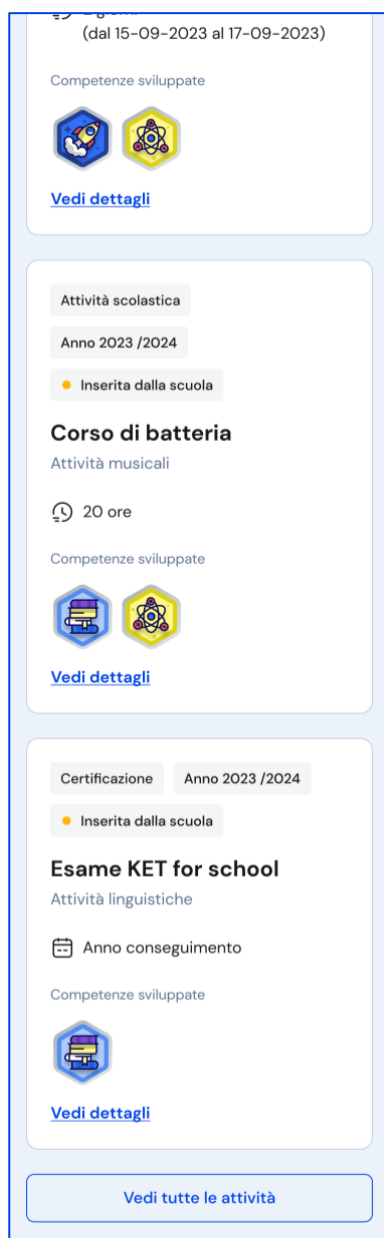 (dal 15-09-2023 al 17-09-2023)
Competenze sviluppate
Vedi dettagli
Attività scolastica
Anno 2023 /2024
Inserita dalla scuola
Corso di batteria
Attività musicali
20 ore
Competenze sviluppate
Vedi dettagli
Certificazione Anno 2023 /2024
Inserita dalla scuola
Esame KET for school
Attività linguistiche
Anno conseguimento
Competenze sviluppate
Vedi dettagli
Vedi tutte le attività